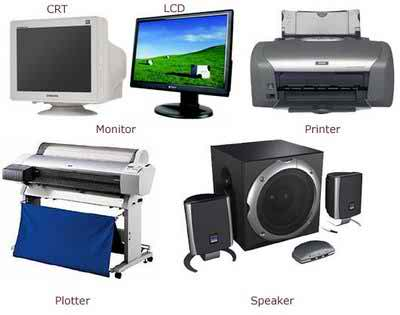 CRT
LCD
Monitor
Printer
Plotter
Speaker